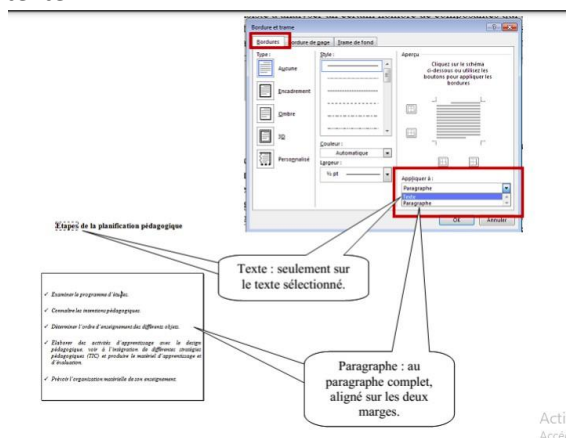 Bordure et trame
Bordures Bordure de page Trame de fond
Type :
Aucune
Encadrement
Ombre
3D
Personnalisé
Style :
Couleur :
Automatique
Largeur :
½ pt
Aperçu
Cliquez sur le schéma
ci-dessous ou utilisez les
boutons pour appliquer les
bordures
Appliquer à :
Paragraphe
Texte
Paragraphe
OK Annuler
Etapes de la planification pédagogique
Texte : seulement sur
le texte sélectionné.
✓ Examiner le programme d'études.
✓ Connaître les intentions pédagogiques.
✓ Déterminer l'ordre d'enseignement des différents objets.
✓ Elaborer des activités d'apprentissage avec le design
pédagogique, voir à l'intégration de différentes stratégies
pédagogiques (TIC) et produire le matériel d'apprentissage et
d'évaluation.
✓ Prévoir l'organisation matérielle de son enseignement.
Paragraphe : au
paragraphe complet,
aligné sur les deux
marges.
Acti